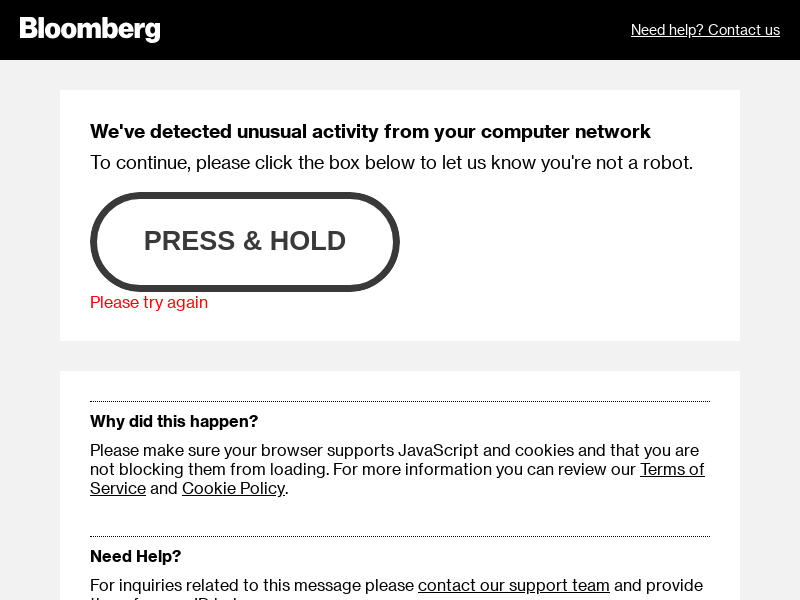 Bloomberg
Need help? Contact us
We've detected unusual activity from your computer network
To continue, please click the box below to let us know you're not a robot.
PRESS & HOLD
Please try again
Why did this happen?
Please make sure your browser supports JavaScript and cookies and that you are
not blocking them from loading. For more information you can review our Terms of
Service and Cookie Policy.
Need Help?
For inquiries related to this message please contact our support team and provide